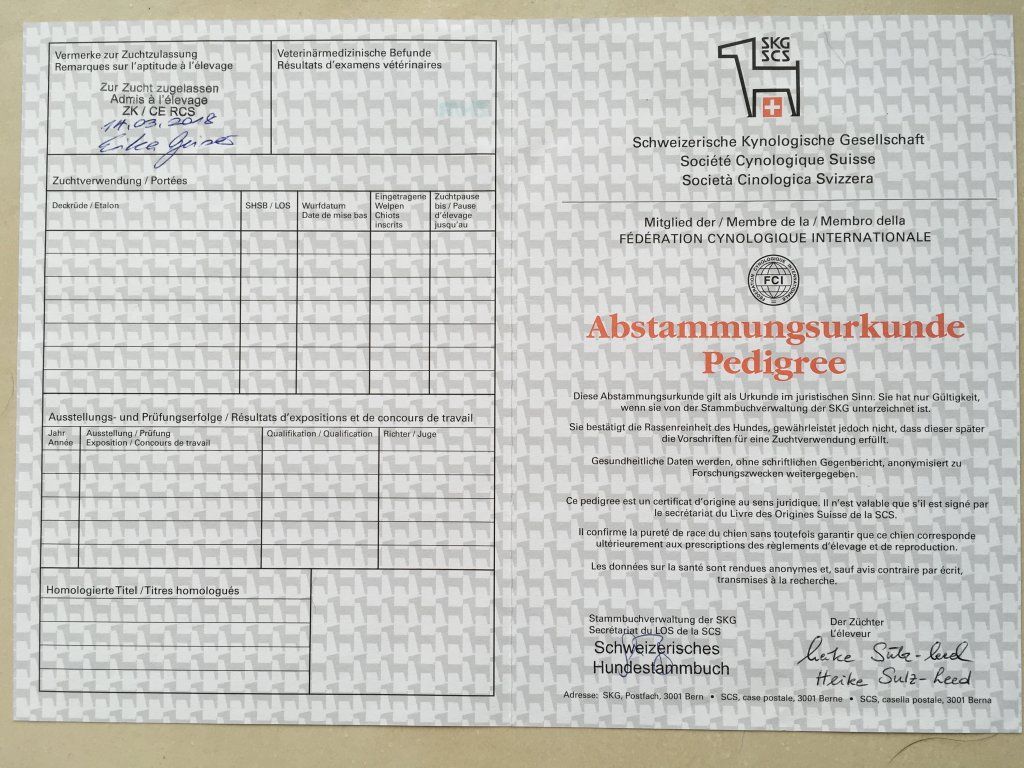 Vermerke zur Zuchtzulassung
Remarques sur l'aptitude à l'élevage
Zur Zucht zugelassen
Admis à l'élevage
ZK / CE RCS
14.03.2018
Veterinärmedizinische Befunde
Résultats d'examens vétérinaires
Zuchtverwendung / Portées
Deckrüde / Etalon
SHSB / LOS
Wurfdatum
Date de mise bas
Eingetragene
Welpen
Chiots
inscrits
Zuchtpause
bis / Pause
d'élevage
jusqu'au
Ausstellungs- und Prüfungserfolge / Résultats d'expositions et de concours de travail
Jahr
Année
Ausstellung / Prüfung
Exposition / Concours de travail
Qualifikation / Qualification
Richter / Juge
Homologierte Titel / Titres homologués
SKG
SCS
Schweizerische Kynologische Gesellschaft
Société Cynologique Suisse
Società Cinologica Svizzera
Mitglied der / Membre de la / Membro della
FÉDÉRATION CYNOLOGIQUE INTERNATIONALE
FEDERATION CYNOLOGIQUE INTERNATIONALE
FCI
Abstammungsurkunde
Pedigree
Diese Abstammungsurkunde gilt als Urkunde im juristischen Sinn. Sie hat nur Gültigkeit,
wenn sie von der Stammbuchverwaltung der SKG unterzeichnet ist.
Sie bestätigt die Rassenreinheit des Hundes, gewährleistet jedoch nicht, dass dieser später
die Vorschriften für eine Zuchtverwendung erfüllt.
Gesundheitliche Daten werden, ohne schriftlichen Gegenbericht, anonymisiert zu
Forschungszwecken weitergegeben.
Ce pedigree est un certificat d'origine au sens juridique. Il n'est valable que s'il est signé par
le secrétariat du Livre des Origines Suisse de la SCS.
Il confirme la pureté de race du chien sans toutefois garantir que ce chien corresponde
ultérieurement aux prescriptions des règlements d'élevage et de reproduction.
Les données sur la santé sont rendues anonymes et, sauf avis contraire par écrit,
transmises à la recherche.
Stammbuchverwaltung der SKG
Secrétariat du LOS de la SCS
Schweizerisches
Hundestammbuch
Der Züchter
L'éleveur
Heike Sulz-Leed
Heike Sulz-Leed
Adresse: SKG, Postfach, 3001 Bern • SCS, case postale, 3001 Berne • SCS, casella postale, 3001 Berna